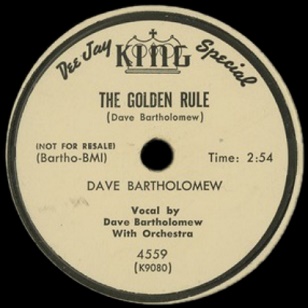 Dee Jay KING Special
THE GOLDEN RULE
(Dave Bartholomew)
(NOT FOR RESALE)
(Bartho-BMI) Time: 2:54
DAVE BARTHOLOMEW
Vocal by
Dave Bartholomew
With Orchestra
4559
(K9080)